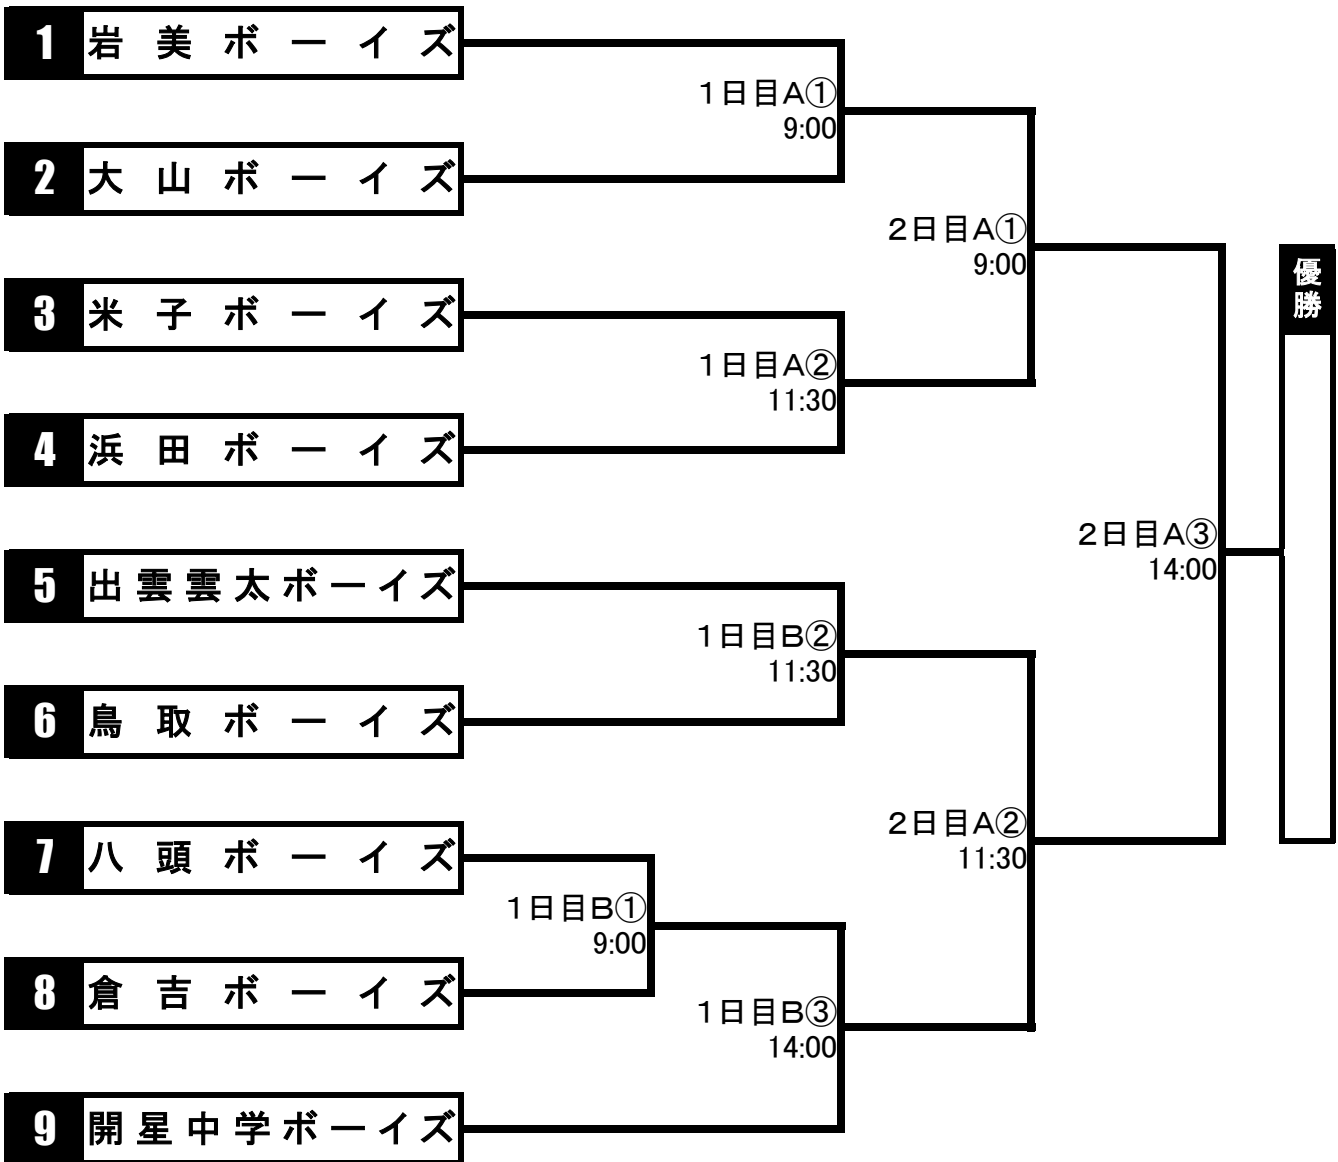 1 岩美ボーイズ
1日目A①
9:00
2 大山ボーイズ
2日目A①
9:00
3 米子ボーイズ
1日目A②
11:30
4 浜田ボーイズ
優勝
2日目A③
14:00
5 出雲雲太ボーイズ
1日目B②
11:30
6 鳥取ボーイズ
2日目A②
11:30
7 八頭ボーイズ
1日目B①
9:00
8 倉吉ボーイズ
1日目B③
14:00
9 開星中学ボーイズ